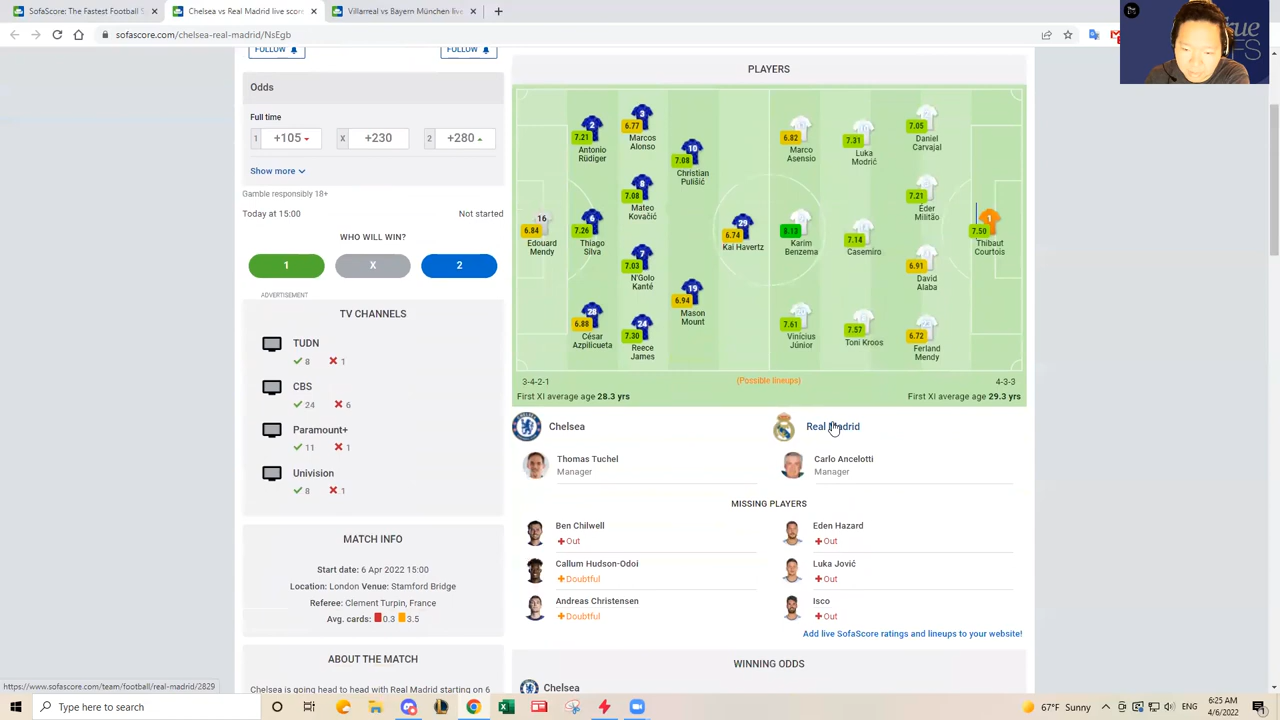 SofaScore: The Fastest Football S
Chelsea vs Real Madrid live score
Villarreal vs Bayern München live
sofascore.com/chelsea-real-madrid/NsEgb
FOLLOW
FOLLOW
Odds
Full time
1 +105
X +230
2 +280
Show more
Gamble responsibly 18+
Today at 15:00
Not started
WHO WILL WIN?
1
X
2
ADVERTISEMENT
TV CHANNELS
TUDN
8 1
CBS
24 6
Paramount+
11 1
Univision
8 1
MATCH INFO
Start date: 6 Apr 2022 15:00
Location: London Venue: Stamford Bridge
Referee: Clement Turpin, France
Avg. cards: 0.3 3.5
ABOUT THE MATCH
Chelsea is going head to head with Real Madrid starting on 6
PLAYERS
16
6.84
Edouard
Mendy
2
7.21
Antonio
Rüdiger
6
7.26
Thiago
Silva
28
6.88
César
Azpilicueta
3
6.77
Marcos
Alonso
8
7.08
Mateo
Kovačić
7
7.03
N'Golo
Kanté
24
7.30
Reece
James
10
7.08
Christian
Pulišić
19
6.94
Mason
Mount
29
6.74
Kai Havertz
6.82
Marco
Asensio
8.13
Karim
Benzema
7.61
Vinícius
Júnior
7.31
Luka
Modrić
7.14
Casemiro
7.57
Toni Kroos
7.05
Daniel
Carvajal
7.21
Éder
Militão
6.91
David
Alaba
6.72
Ferland
Mendy
1
7.50
Thibaut
Courtois
3-4-2-1
(Possible lineups)
4-3-3
First XI average age 28.3 yrs
First XI average age 29.3 yrs
Chelsea
Real Madrid
Thomas Tuchel
Manager
Carlo Ancelotti
Manager
MISSING PLAYERS
Ben Chilwell
Out
Eden Hazard
Out
Callum Hudson-Odoi
Doubtful
Luka Jović
Out
Andreas Christensen
Doubtful
Isco
Out
Add live SofaScore ratings and lineups to your website!
WINNING ODDS
Chelsea
https://www.sofascore.com/team/football/real-madrid/2829
Type here to search
67°F Sunny
ENG
6:25 AM
4/6/2022